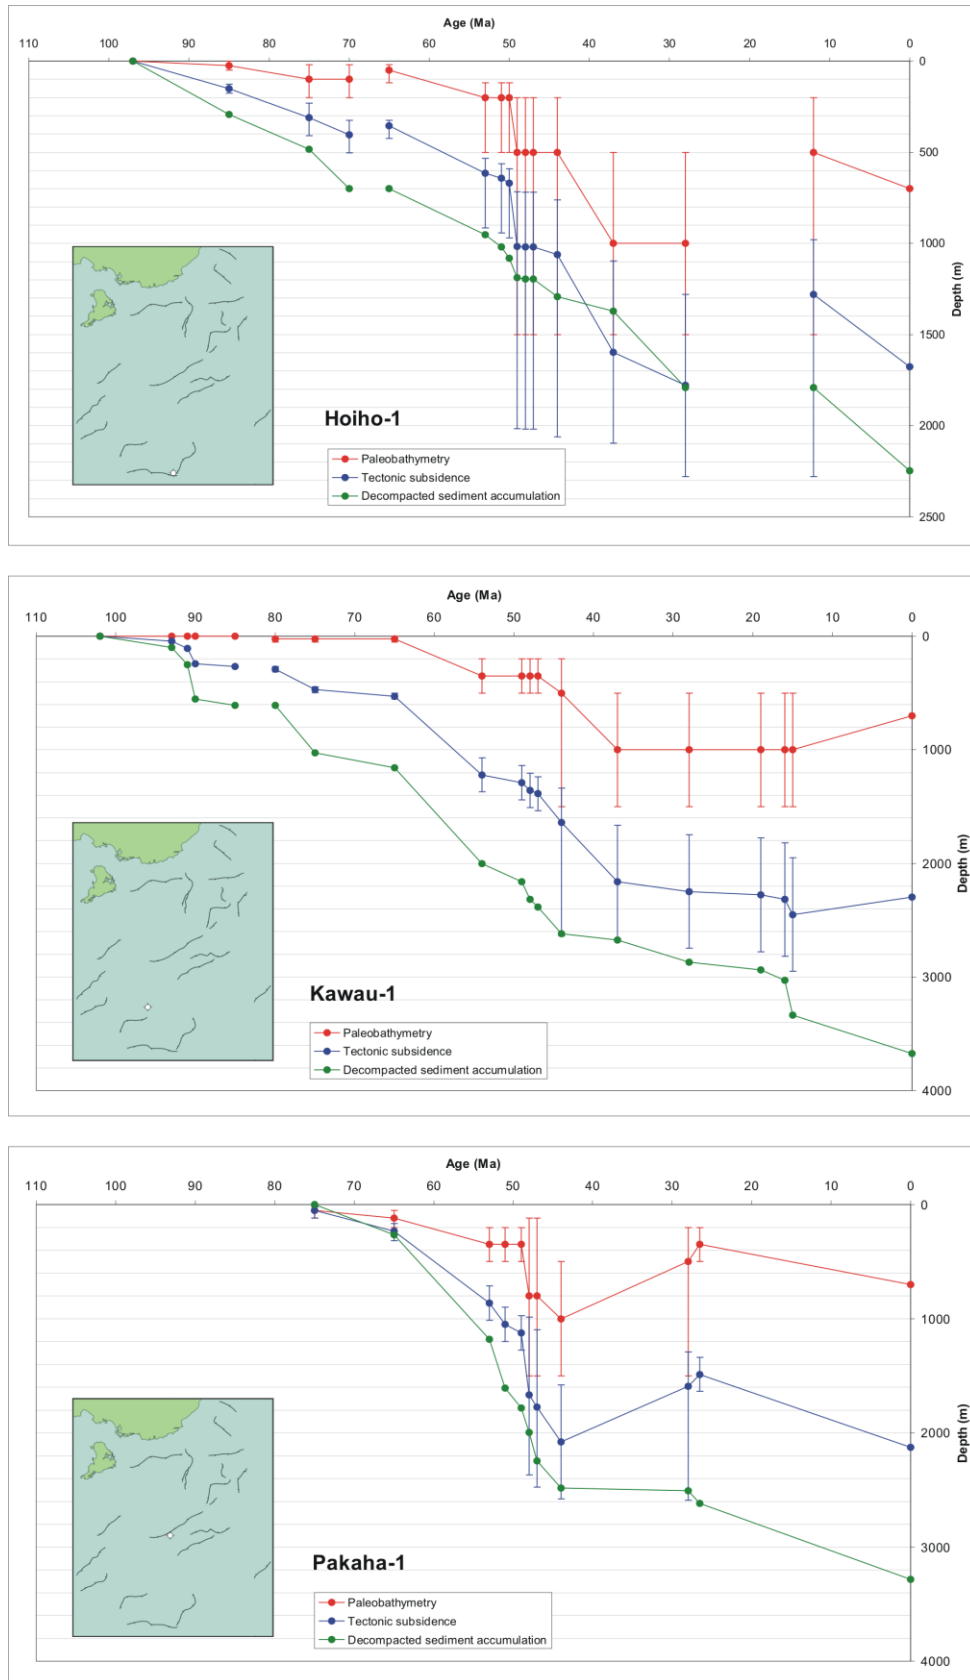 Age (Ma)
110 100 90 80 70 60 50 40 30 20 10 0
0
500
1000
1500
2000
2500
Depth (m)
Hoiho-1
Paleobathymetry
Tectonic subsidence
Decompacted sediment accumulation
Age (Ma)
110 100 90 80 70 60 50 40 30 20 10 0
0
1000
2000
3000
4000
Depth (m)
Kawau-1
Paleobathymetry
Tectonic subsidence
Decompacted sediment accumulation
Age (Ma)
110 100 90 80 70 60 50 40 30 20 10 0
0
1000
2000
3000
4000
Depth (m)
Pakaha-1
Paleobathymetry
Tectonic subsidence
Decompacted sediment accumulation